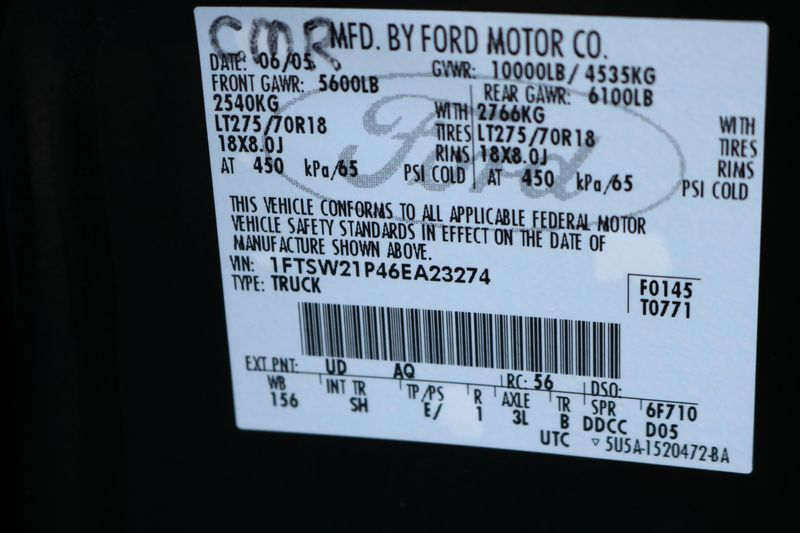 CMR
MFD. BY FORD MOTOR CO.
DATE: 06/05 GVWR: 10000LB / 4535KG
FRONT GAWR: 5600LB REAR GAWR: 6100LB
2540KG WITH 2766KG WITH
LT275/70R18 TIRES LT275/70R18 TIRES
18X8.0J RIMS 18X8.0J RIMS
AT 450 kPa/65 PSI COLD AT 450 kPa/65 PSI COLD
Ford
THIS VEHICLE CONFORMS TO ALL APPLICABLE FEDERAL MOTOR
VEHICLE SAFETY STANDARDS IN EFFECT ON THE DATE OF
MANUFACTURE SHOWN ABOVE.
VIN: 1FTSW21P46EA23274 F0145
TYPE: TRUCK T0771
EXT PNT: UD AQ RC: 56 DSO:
WB INT TR TP/PS R AXLE TR SPR 6F710
156 SH E/ 1 3L B DDCC D05
UTC ▽ 5U5A-1520472-BA